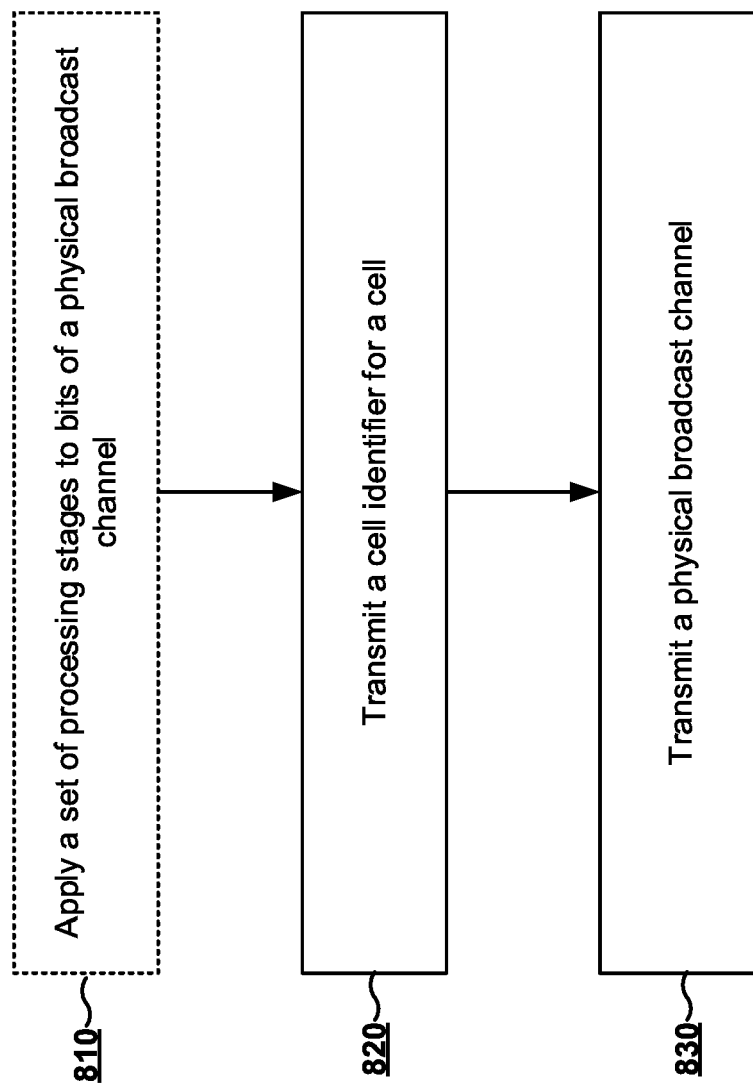 810
Apply a set of processing stages to bits of a physical broadcast
channel
820
Transmit a cell identifier for a cell
830
Transmit a physical broadcast channel